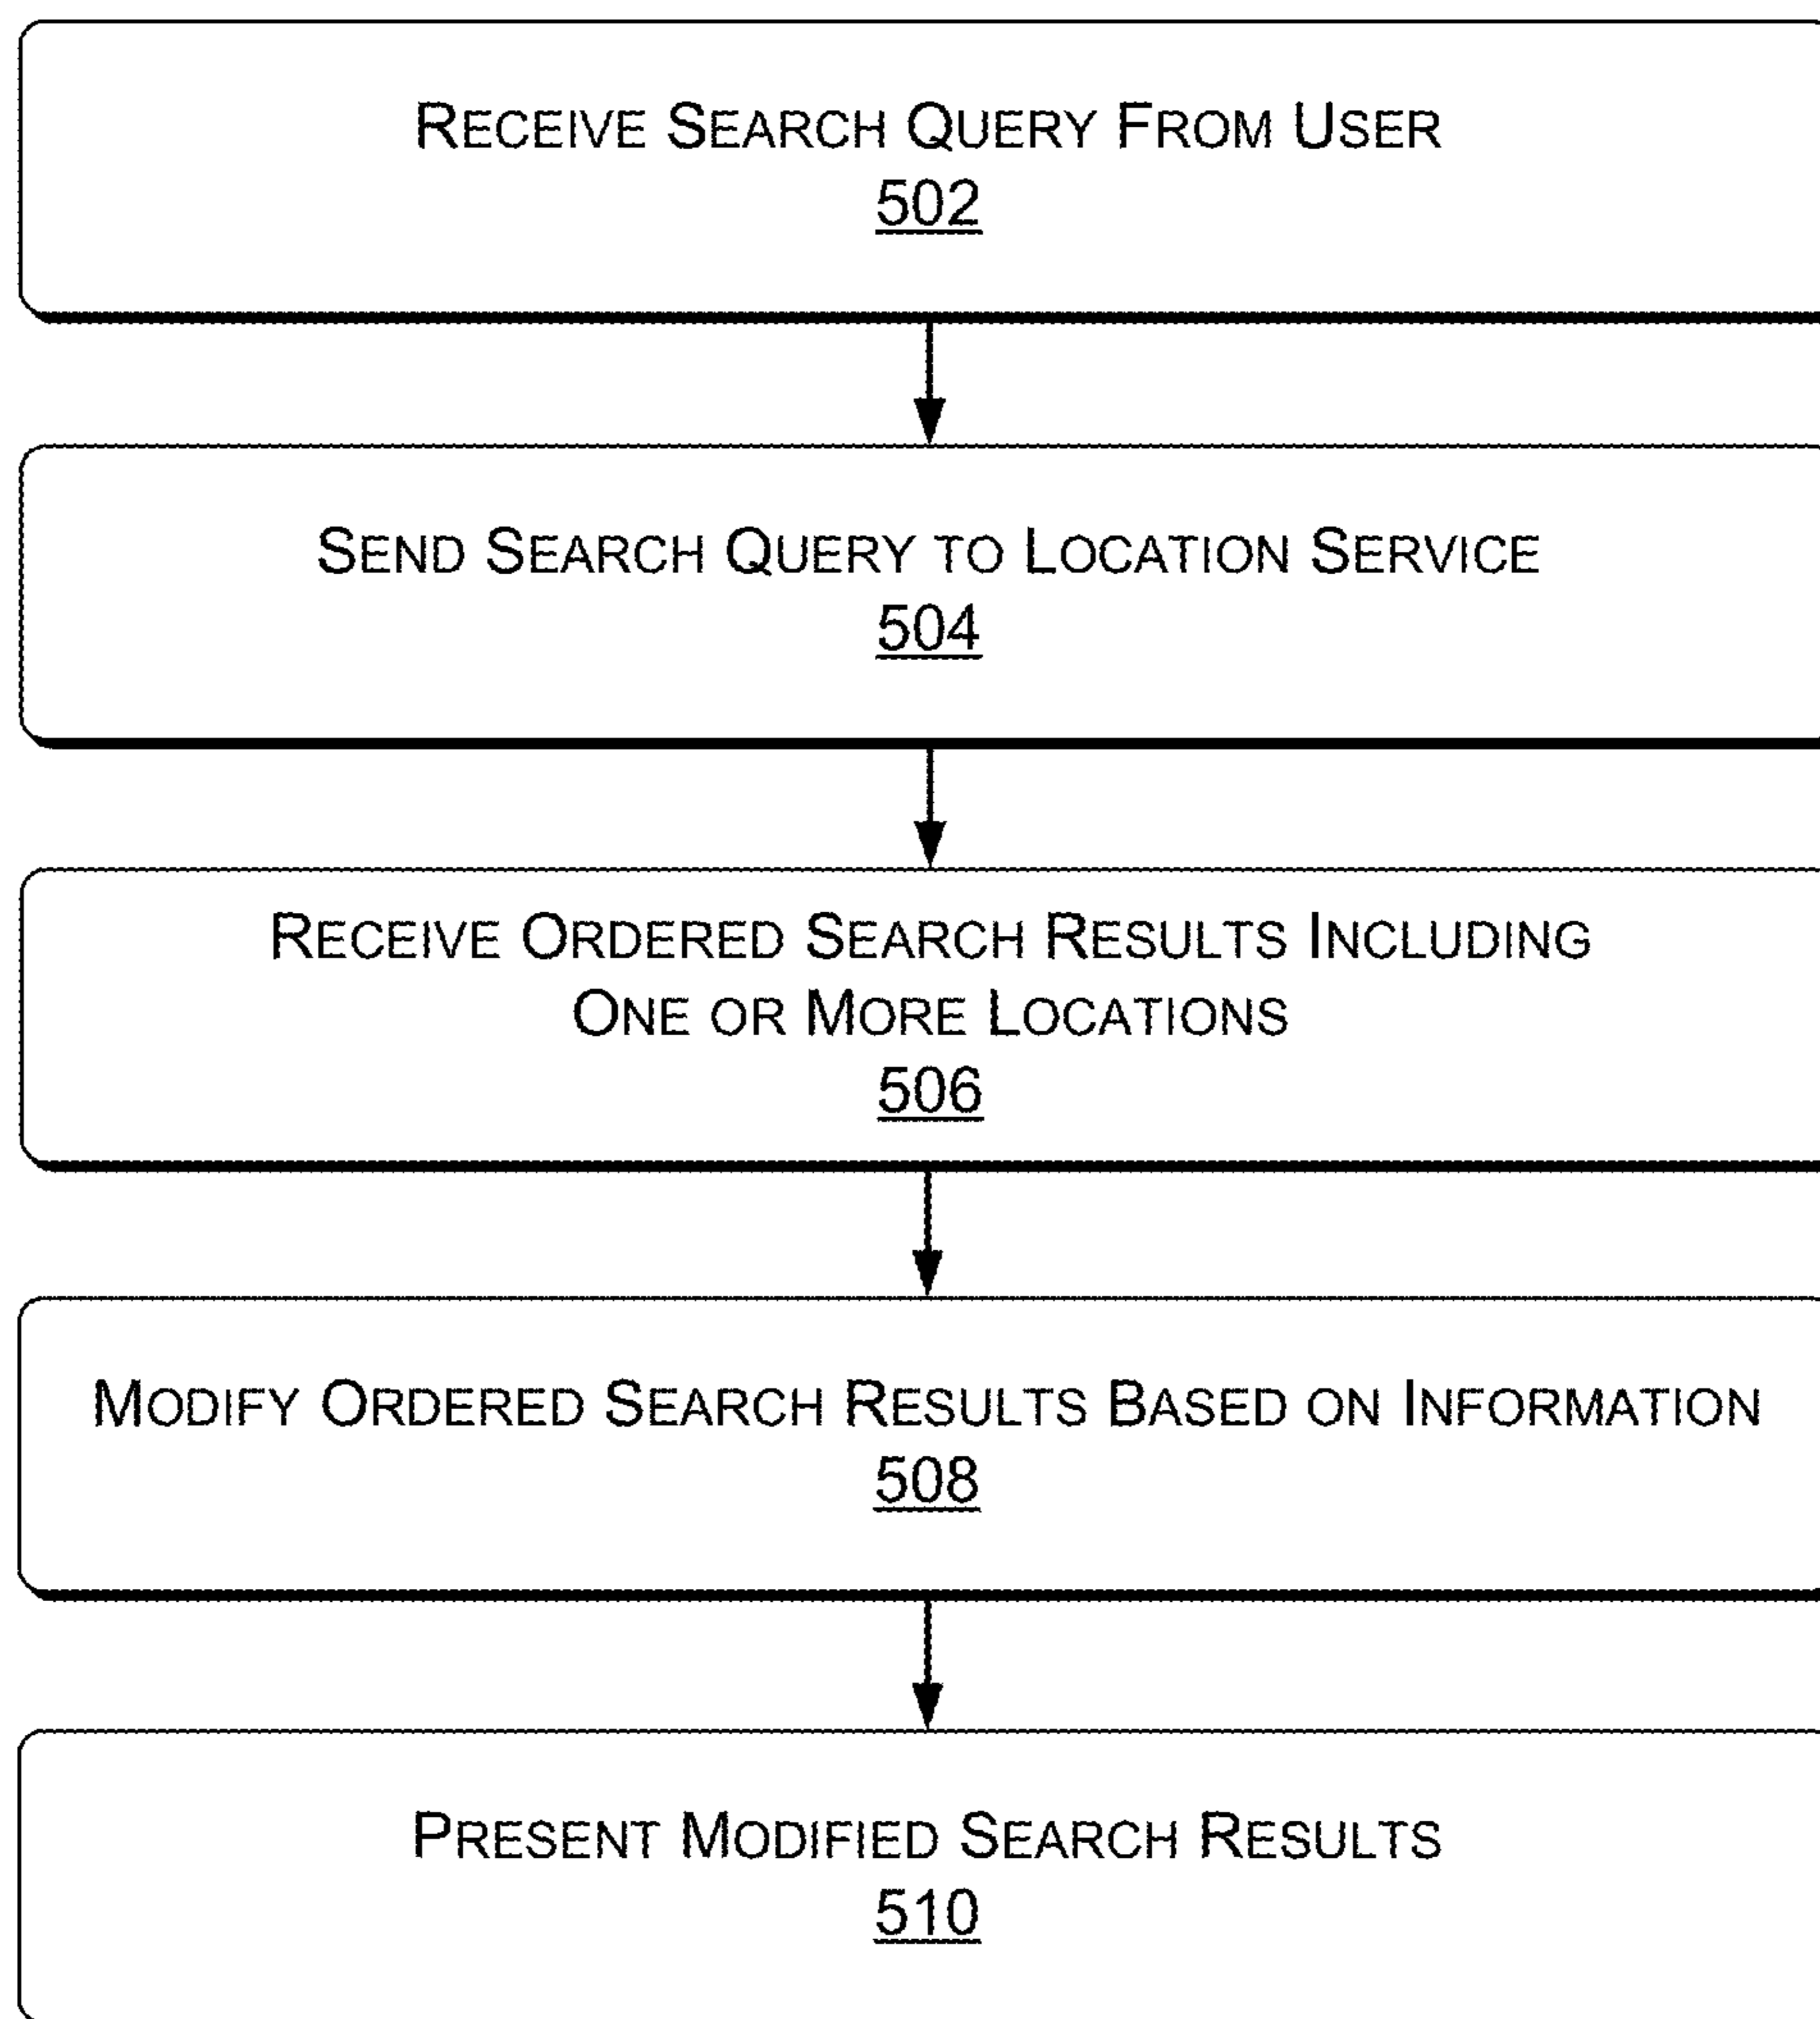 RECEIVE SEARCH QUERY FROM USER
502
SEND SEARCH QUERY TO LOCATION SERVICE
504
RECEIVE ORDERED SEARCH RESULTS INCLUDING
ONE OR MORE LOCATIONS
506
MODIFY ORDERED SEARCH RESULTS BASED ON INFORMATION
508
PRESENT MODIFIED SEARCH RESULTS
510